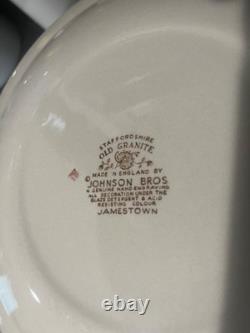 STAFFORDSHIRE
OLD GRANITE
MADE IN ENGLAND BY
©JOHNSON BROS
A GENUINE HAND ENGRAVING
ALL DECORATION UNDER THE
GLAZE DETERGENT & ACID
RESISTING COLOUR
JAMESTOWN